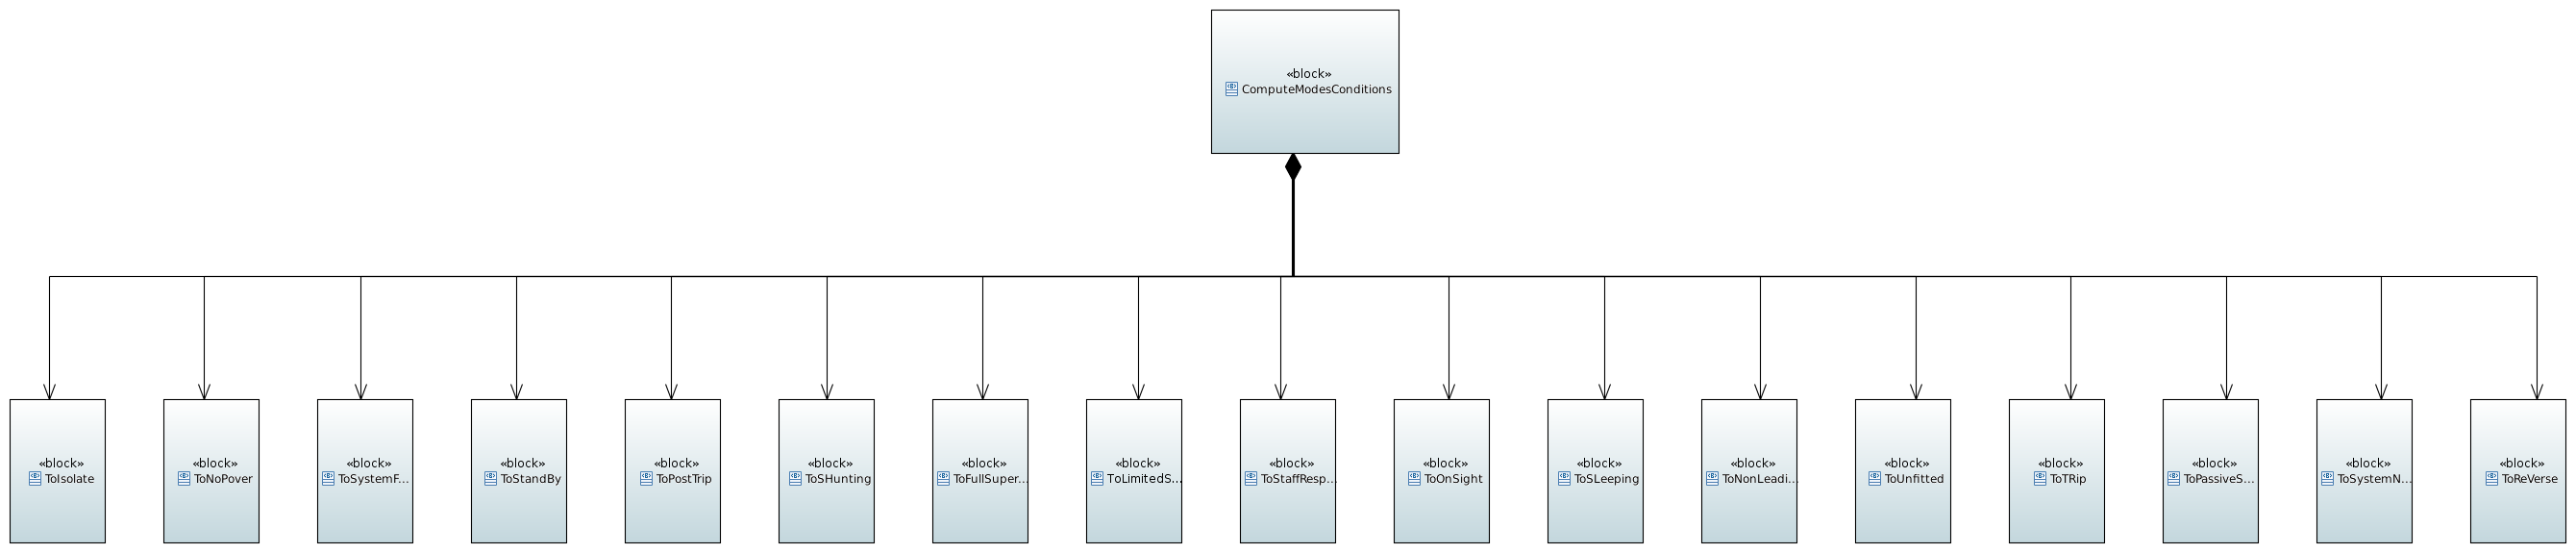 «block»
ComputeModesConditions
«block»
ToIsolate
«block»
ToNoPover
«block»
ToSystemF...
«block»
ToStandBy
«block»
ToPostTrip
«block»
ToSHunting
«block»
ToFullSuper...
«block»
ToLimitedS...
«block»
ToStaffResp...
«block»
ToOnSight
«block»
ToSLeeping
«block»
ToNonLeadi...
«block»
ToUnfitted
«block»
ToTRip
«block»
ToPassiveS...
«block»
ToSystemN...
«block»
ToReVerse